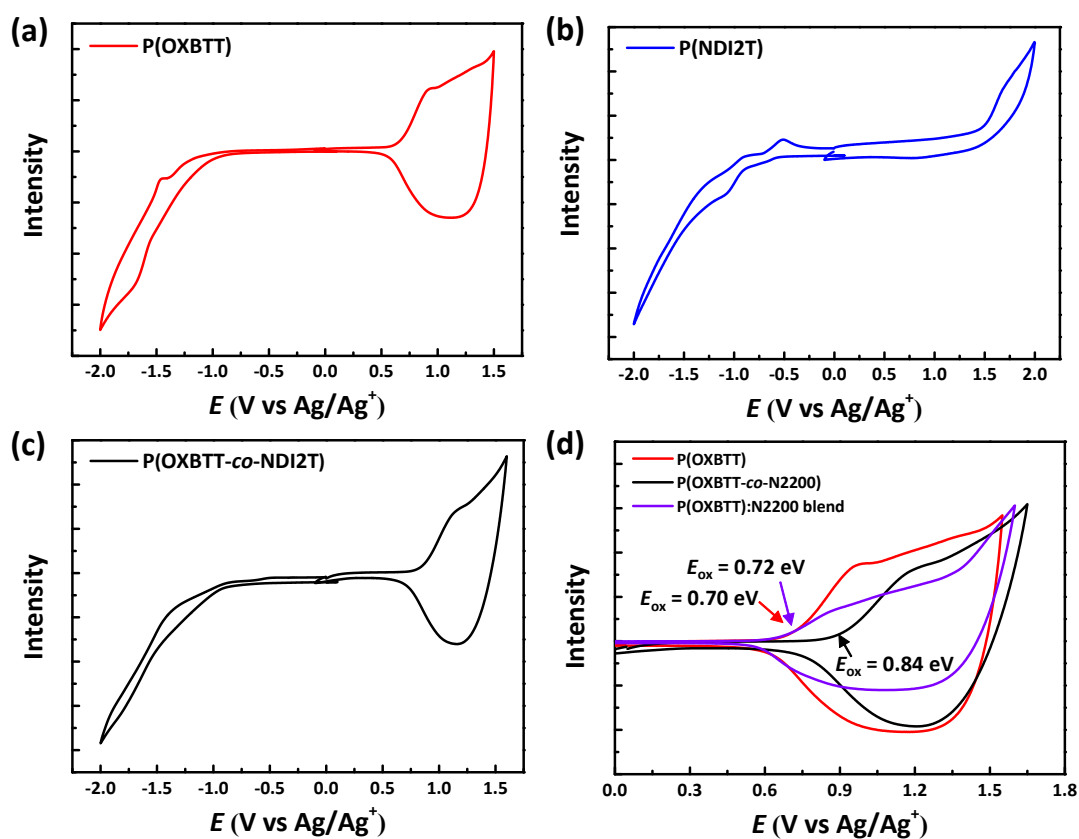 (a)
P(OXBTT)
Intensity
-2.0 -1.5 -1.0 -0.5 0.0 0.5 1.0 1.5
E (V vs Ag/Ag⁺)
(b)
P(NDI2T)
Intensity
-2.0 -1.5 -1.0 -0.5 0.0 0.5 1.0 1.5 2.0
E (V vs Ag/Ag⁺)
(c)
P(OXBTT-co-NDI2T)
Intensity
-2.0 -1.5 -1.0 -0.5 0.0 0.5 1.0 1.5
E (V vs Ag/Ag⁺)
(d)
P(OXBTT)
P(OXBTT-co-N2200)
P(OXBTT):N2200 blend
Eox = 0.72 eV
Eox = 0.70 eV
Eox = 0.84 eV
Intensity
0.0 0.3 0.6 0.9 1.2 1.5 1.8
E (V vs Ag/Ag⁺)